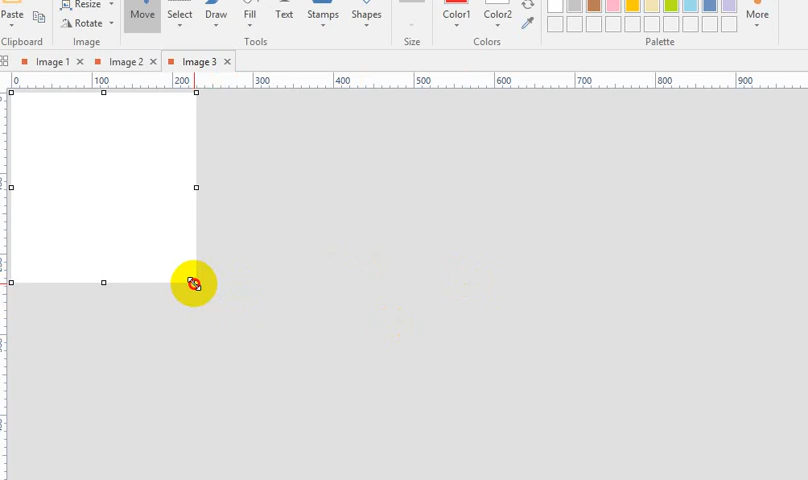 Paste
Resize
Rotate
Move
Select
Draw
Fill
Text
Stamps
Shapes
Color1
Color2
More
Clipboard
Image
Tools
Size
Colors
Palette
Image 1
Image 2
Image 3
0 100 200 300 400 500 600 700 800 900